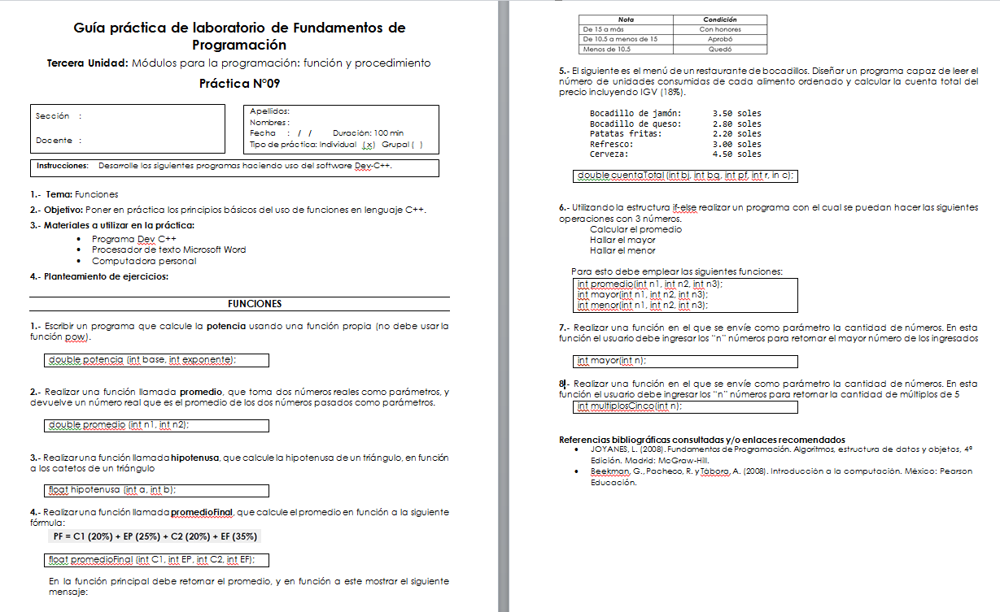 Guía práctica de laboratorio de Fundamentos de
Programación
Tercera Unidad: Módulos para la programación: función y procedimiento
Práctica N°09
Sección :
Docente :
Apellidos:
Nombres:
Fecha : / / Duración: 100 min
Tipo de práctica: Individual (x) Grupal ( )
Instrucciones: Desarrolle los siguientes programas haciendo uso del software Dev-C++.
1.- Tema: Funciones
2.- Objetivo: Poner en práctica los principios básicos del uso de funciones en lenguaje C++.
3.- Materiales a utilizar en la práctica:
• Programa Dev C++
• Procesador de texto Microsoft Word
• Computadora personal
4.- Planteamiento de ejercicios:
FUNCIONES
1.- Escribir un programa que calcule la potencia usando una función propia (no debe usar la
función pow).
double potencia (int base, int exponente);
2.- Realizar una función llamada promedio, que toma dos números reales como parámetros, y
devuelve un número real que es el promedio de los dos números pasados como parámetros.
double promedio (int n1, int n2);
3.- Realizar una función llamada hipotenusa, que calcule la hipotenusa de un triángulo, en función
a los catetos de un triángulo
float hipotenusa (int a, int b);
4.- Realizar una función llamada promedioFinal, que calcule el promedio en función a la siguiente
fórmula:
PF = C1 (20%) + EP (25%) + C2 (20%) + EF (35%)
float promedioFinal (int C1, int EP, int C2, int EF);
En la función principal debe retornar el promedio, y en función a este mostrar el siguiente
mensaje:
Nota Condición
De 15 a más Con honores
De 10.5 a menos de 15 Aprobó
Menos de 10.5 Quedó
5.- El siguiente es el menú de un restaurante de bocadillos. Diseñar un programa capaz de leer el
número de unidades consumidas de cada alimento ordenado y calcular la cuenta total del
precio incluyendo IGV (18%).
Bocadillo de jamón: 3.50 soles
Bocadillo de queso: 2.80 soles
Patatas fritas: 2.20 soles
Refresco: 3.00 soles
Cerveza: 4.50 soles
double cuentaTotal (int bj, int bq, int pf, int r, in c);
6.- Utilizando la estructura if-else realizar un programa con el cual se puedan hacer las siguientes
operaciones con 3 números.
Calcular el promedio
Hallar el mayor
Hallar el menor
Para esto debe emplear las siguientes funciones:
int promedio(int n1, int n2, int n3);
int mayor(int n1, int n2, int n3);
int menor(int n1, int n2, int n3);
7.- Realizar una función en el que se envíe como parámetro la cantidad de números. En esta
función el usuario debe ingresar los “n” números para retornar el mayor número de los ingresados
int mayor(int n);
8.- Realizar una función en el que se envíe como parámetro la cantidad de números. En esta
función el usuario debe ingresar los “n” números para retornar la cantidad de múltiplos de 5
int multiplosCinco(int n);
Referencias bibliográficas consultadas y/o enlaces recomendados
• JOYANES, L. (2008). Fundamentos de Programación. Algoritmos, estructura de datos y objetos, 4ª
Edición. Madrid: McGraw-Hill.
• Beekman, G., Pacheco, R. y Tábora, A. (2008). Introducción a la computación. México: Pearson
Educación.